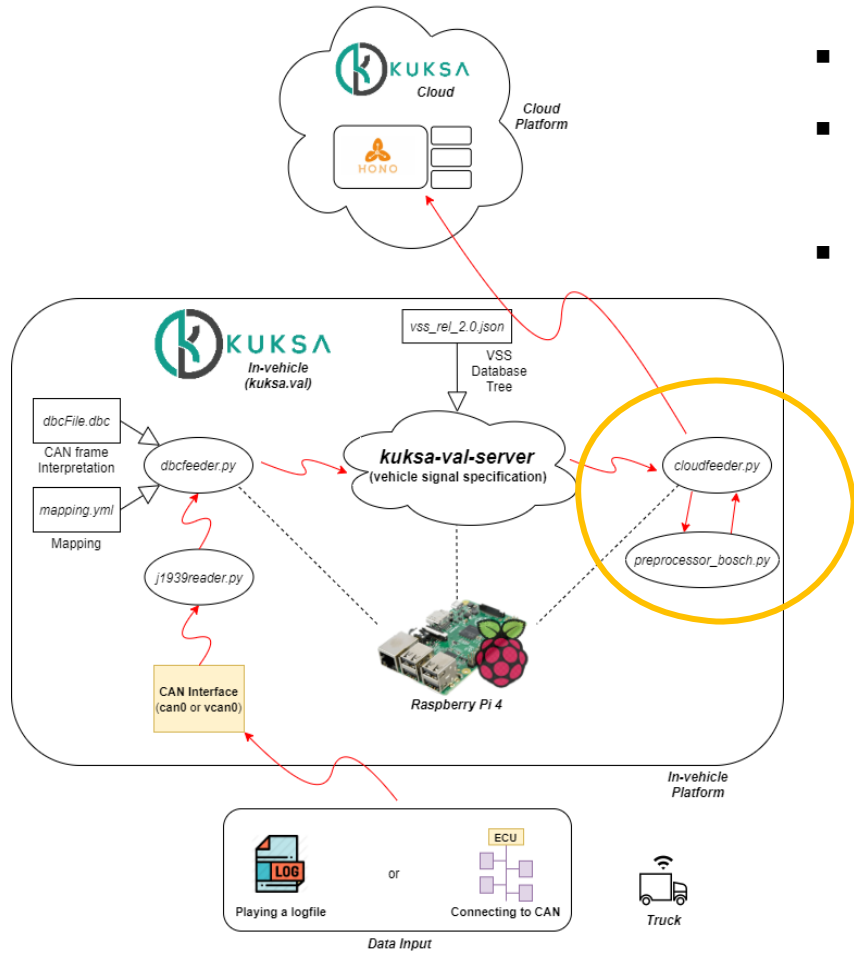 KUKSA
Cloud
Cloud
Platform
HONO
KUKSA
In-vehicle
(kuksa.val)
vss_rel_2.0.json
VSS
Database
Tree
dbcFile.dbc
CAN frame
Interpretation
dbcfeeder.py
kuksa-val-server
(vehicle signal specification)
cloudfeeder.py
mapping.yml
Mapping
j1939reader.py
preprocessor_bosch.py
CAN Interface
(can0 or vcan0)
Raspberry Pi 4
In-vehicle
Platform
LOG
or
ECU
Playing a logfile
Connecting to CAN
Truck
Data Input